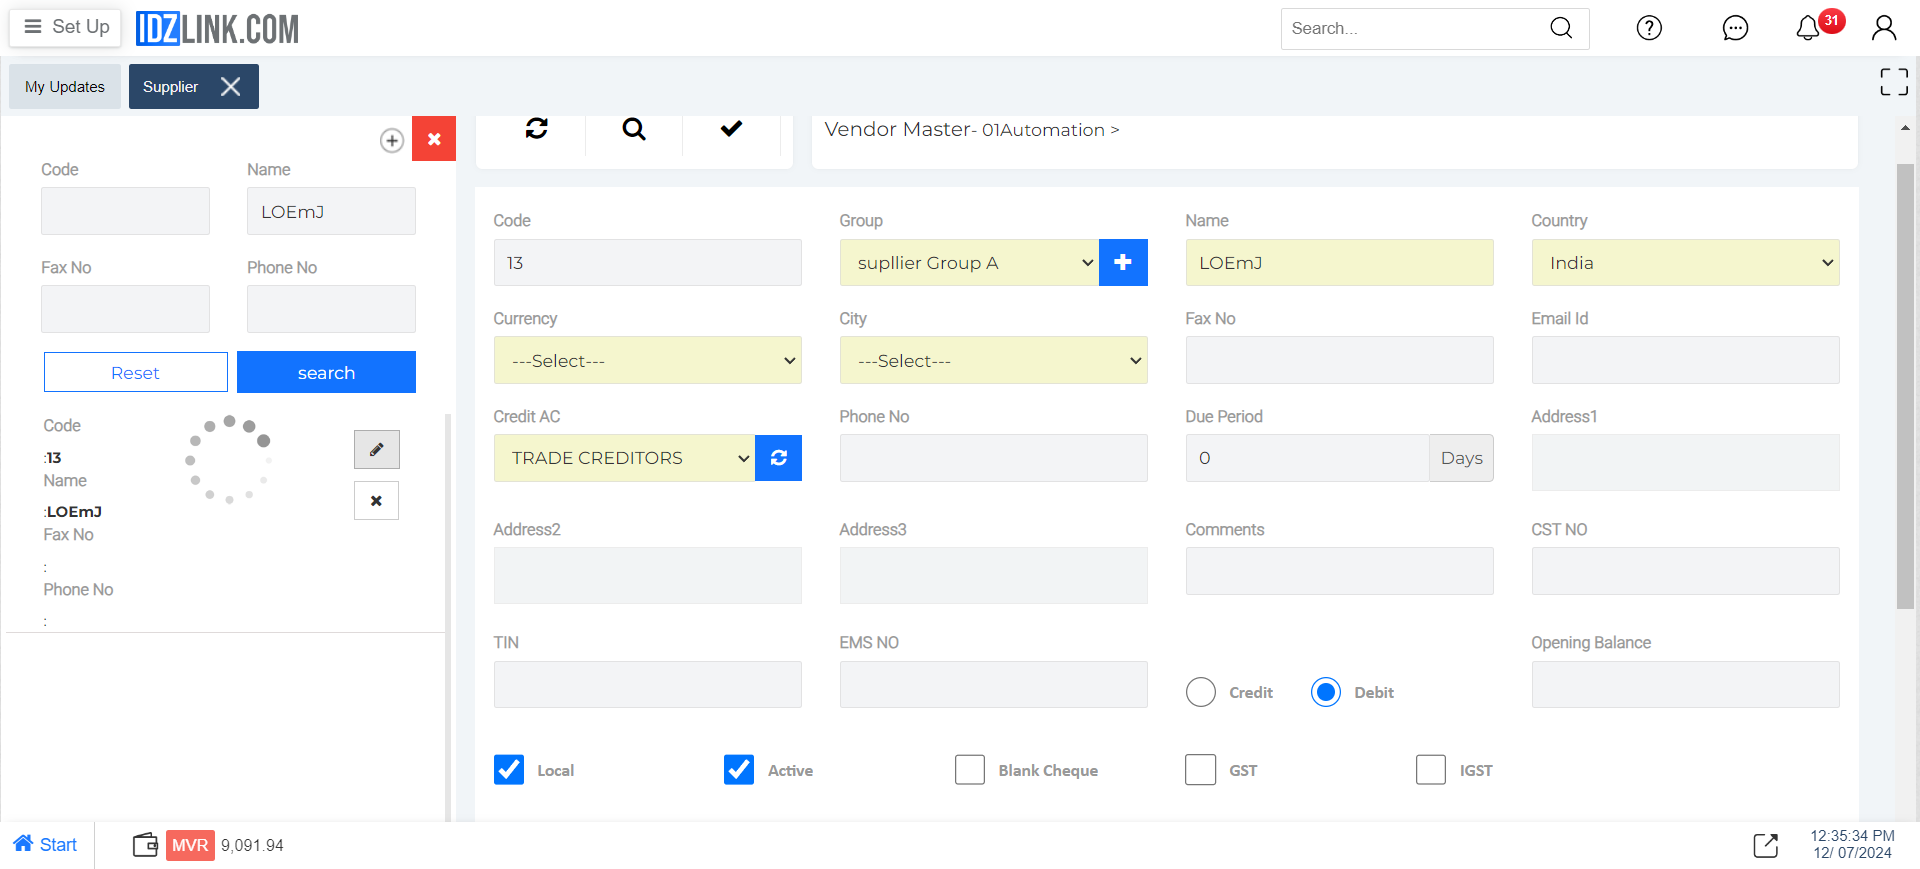 Set Up
IDZLINK.COM
Search...
31
My Updates
Supplier
Vendor Master- 01Automation >
Code
Name
LOEmJ
Fax No
Phone No
Reset
search
Code
:13
Name
:LOEmJ
Fax No
:
Phone No
:
Code
Group
Name
Country
13
supllier Group A
LOEmJ
India
Currency
City
Fax No
Email Id
---Select---
---Select---
Credit AC
Phone No
Due Period
Address1
TRADE CREDITORS
0
Days
Address2
Address3
Comments
CST NO
TIN
EMS NO
Opening Balance
Credit
Debit
Local
Active
Blank Cheque
GST
IGST
Start
MVR
9,091.94
12:35:34 PM
12/ 07/2024